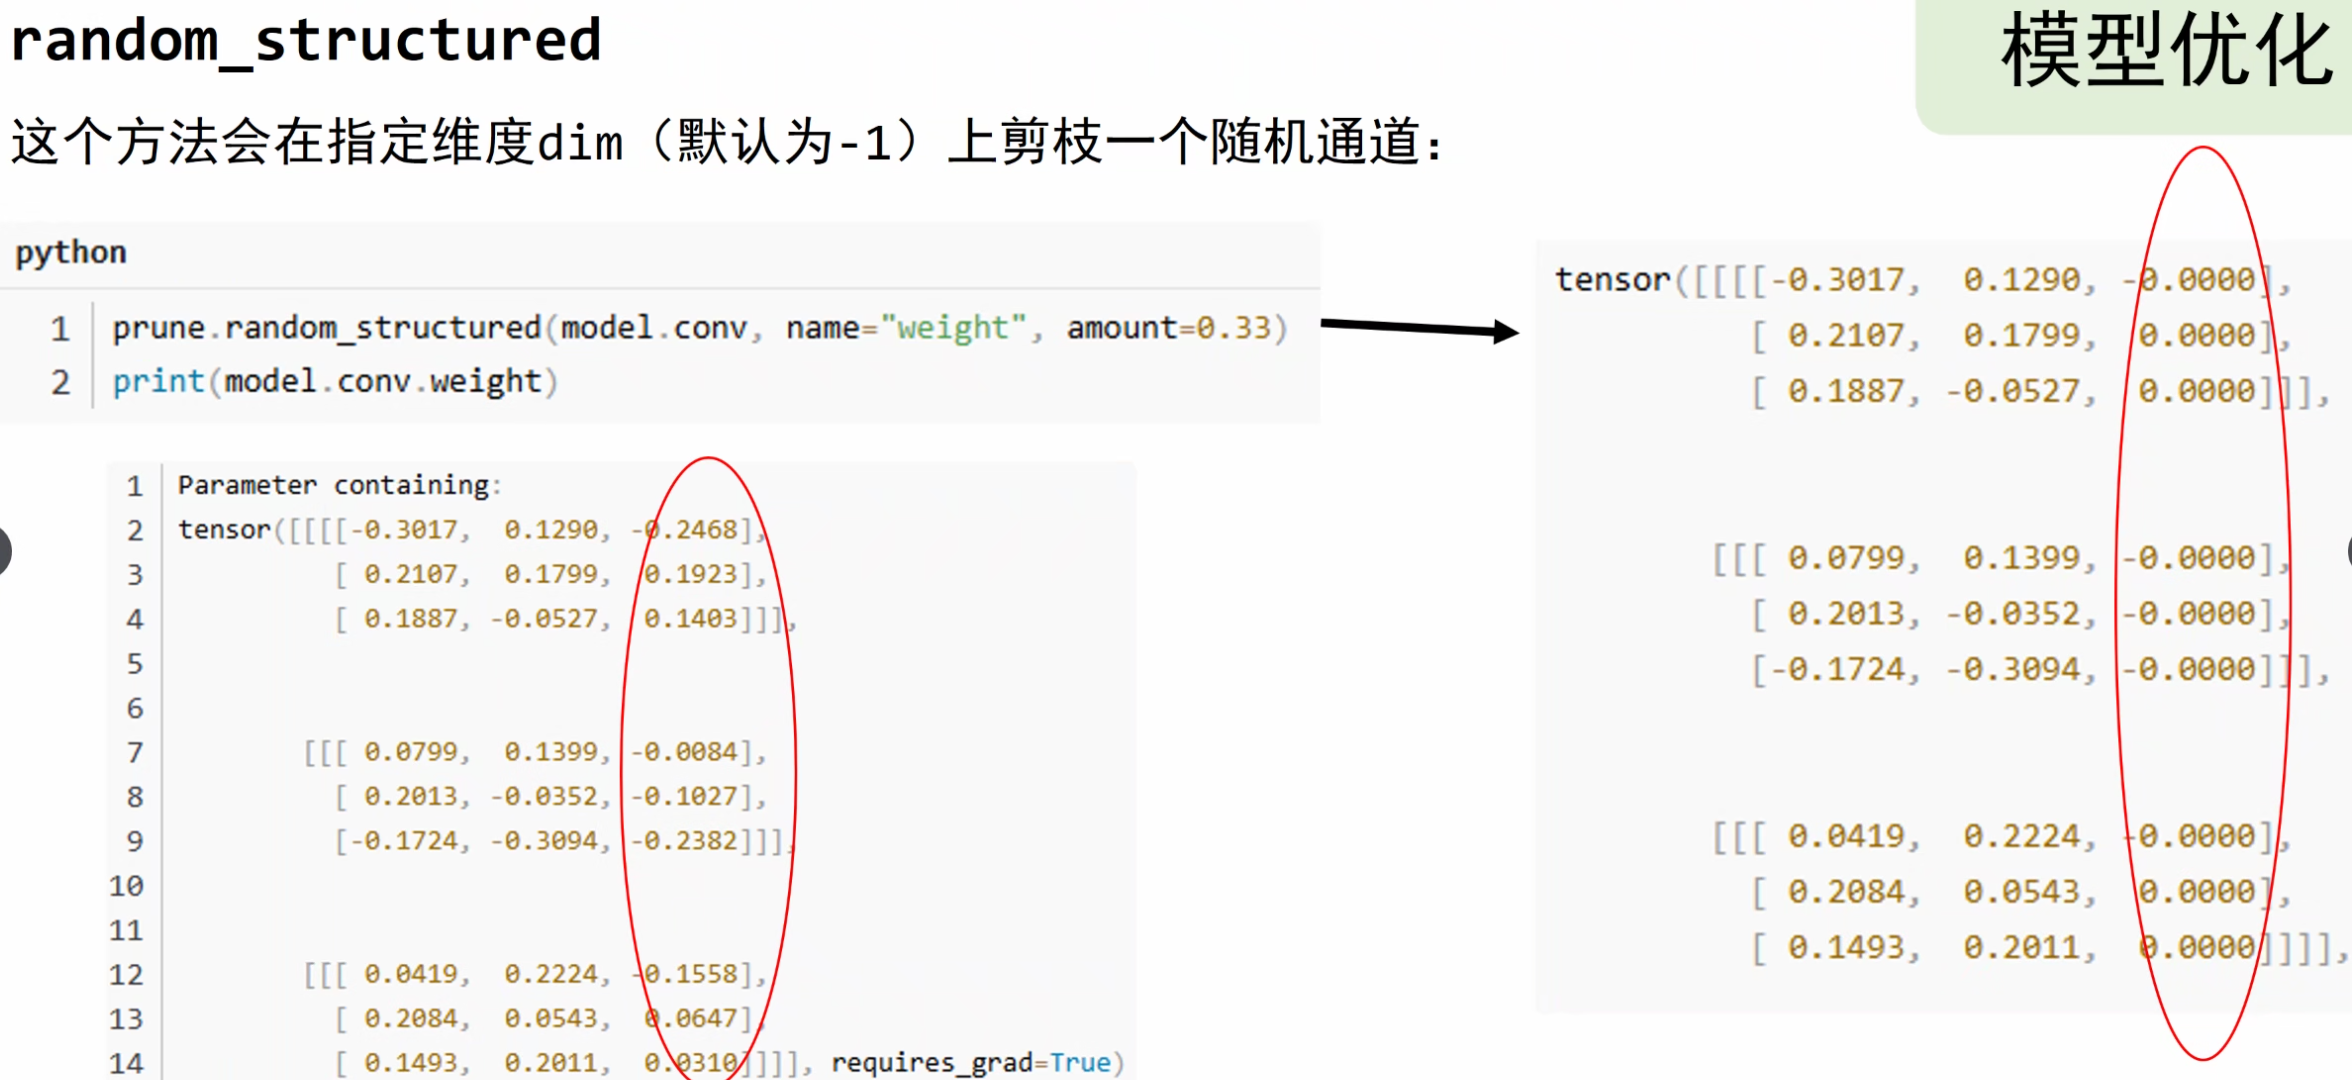 random_structured
模型优化
这个方法会在指定维度dim（默认为-1）上剪枝一个随机通道：
python
1 prune.random_structured(model.conv, name="weight", amount=0.33)
2 print(model.conv.weight)
1 Parameter containing:
2 tensor([[[[-0.3017, 0.1290, -0.2468],
3 [ 0.2107, 0.1799, 0.1923],
4 [ 0.1887, -0.0527, 0.1403]]],
5
6
7 [[[ 0.0799, 0.1399, -0.0084],
8 [ 0.2013, -0.0352, -0.1027],
9 [-0.1724, -0.3094, -0.2382]]],
10
11
12 [[[ 0.0419, 0.2224, -0.1558],
13 [ 0.2084, 0.0543, 0.0647],
14 [ 0.1493, 0.2011, 0.0310]]]], requires_grad=True)
tensor([[[[-0.3017, 0.1290, -0.0000],
[ 0.2107, 0.1799, 0.0000],
[ 0.1887, -0.0527, 0.0000]]],
[[[ 0.0799, 0.1399, -0.0000],
[ 0.2013, -0.0352, -0.0000],
[-0.1724, -0.3094, -0.0000]]],
[[[ 0.0419, 0.2224, -0.0000],
[ 0.2084, 0.0543, 0.0000],
[ 0.1493, 0.2011, 0.0000]]]],